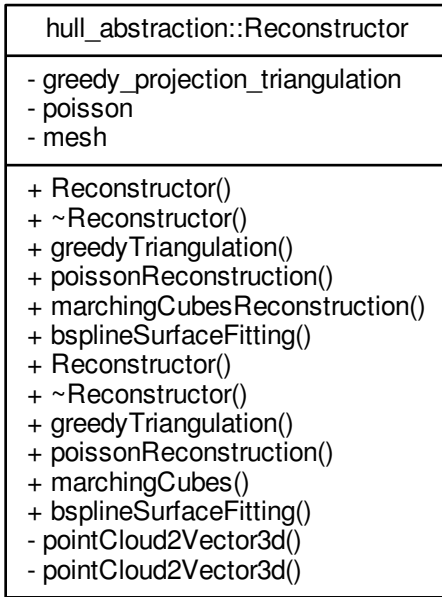 hull_abstraction::Reconstructor
- greedy_projection_triangulation
- poisson
- mesh
+ Reconstructor()
+ ~Reconstructor()
+ greedyTriangulation()
+ poissonReconstruction()
+ marchingCubesReconstruction()
+ bsplineSurfaceFitting()
+ Reconstructor()
+ ~Reconstructor()
+ greedyTriangulation()
+ poissonReconstruction()
+ marchingCubes()
+ bsplineSurfaceFitting()
- pointCloud2Vector3d()
- pointCloud2Vector3d()